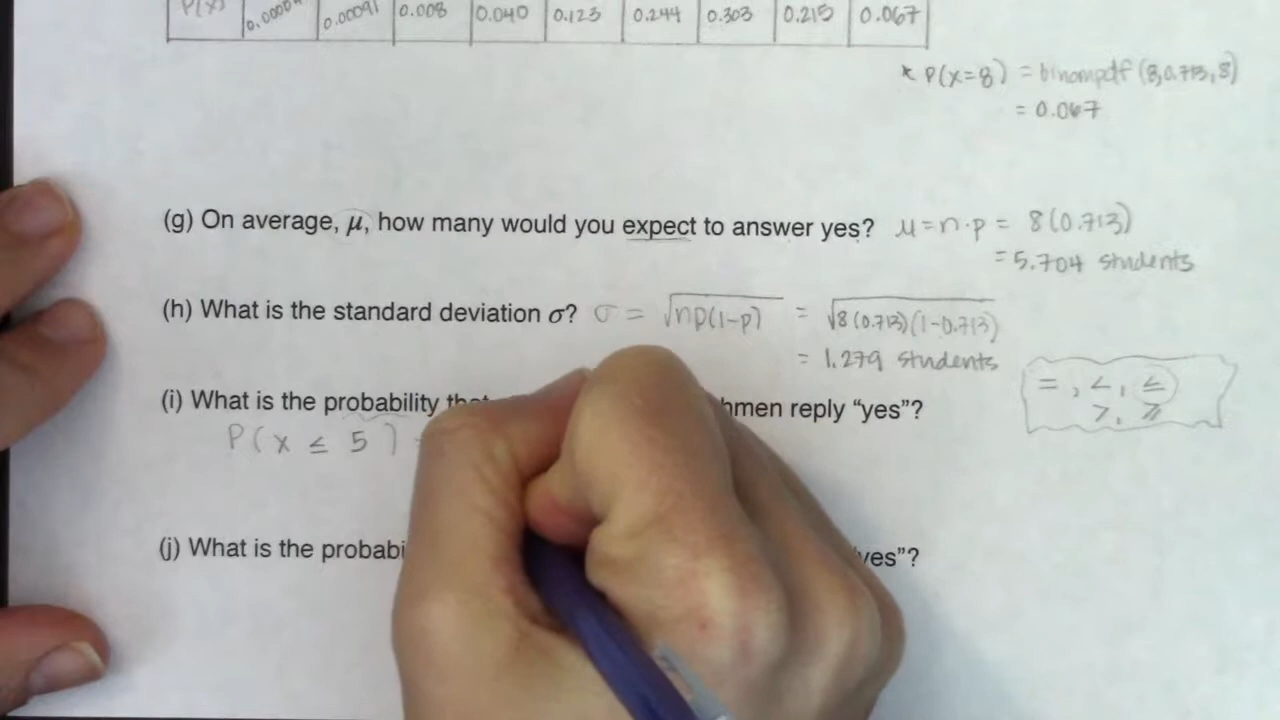 P(x) 0.00091 0.008 0.040 0.123 0.244 0.303 0.215 0.067
* P(x=8) = binompdf (8,0.713,8)
= 0.067
(g) On average, μ, how many would you expect to answer yes? μ=n·p = 8(0.713)
= 5.704 students
(h) What is the standard deviation σ? σ = √np(1-p) = √8(0.713)(1-0.713)
= 1.279 students
(i) What is the probability that hmen reply “yes”? = , <, ≤
>, ≥
P(x ≤ 5)
(j) What is the probabi yes”?